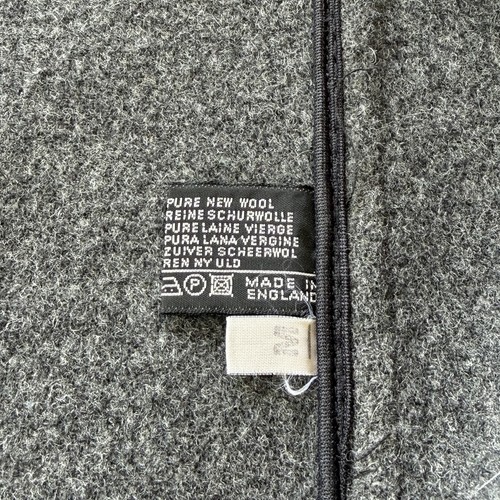 PURE NEW WOOL
REINE SCHURWOLLE
PURE LAINE VIERGE
PURA LANA VERGINE
ZUIVER SCHEERWOL
REN NY ULD
P MADE IN
ENGLAND